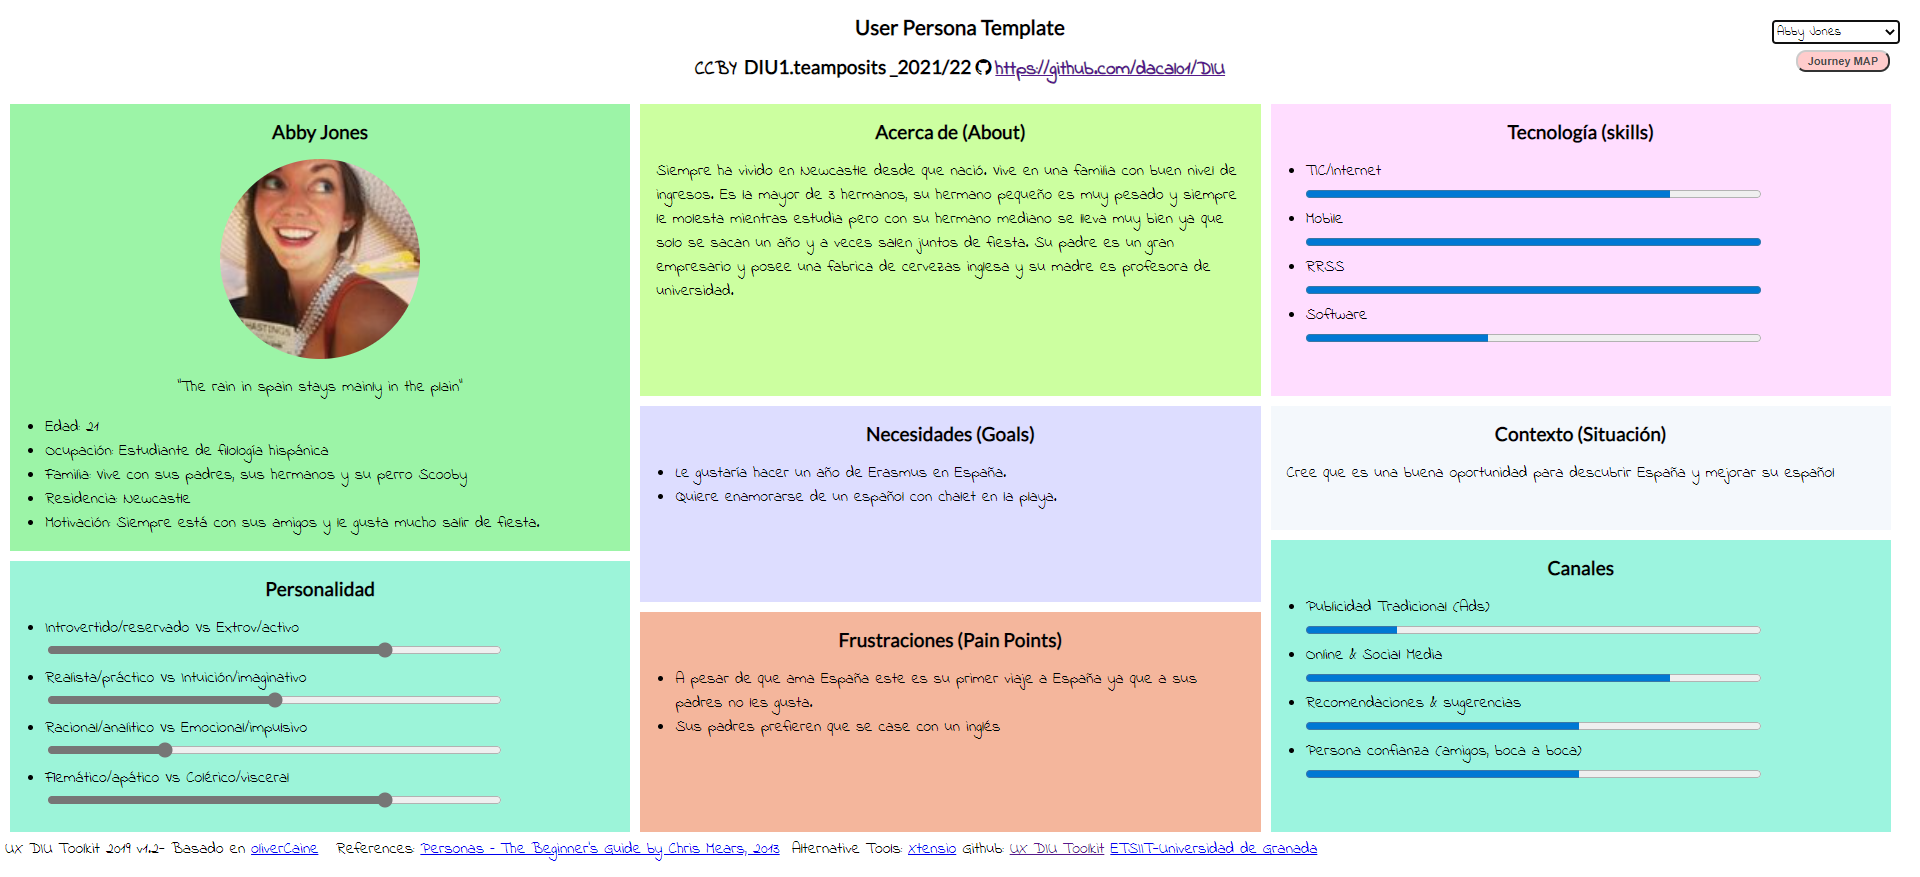 User Persona Template
Abby Jones
CCBY DIU1.teamposits _2021/22 https://github.com/dacalo1/DIU
Journey MAP
Abby Jones
HASTINGS
"The rain in spain stays mainly in the plain"
Edad: 21
Ocupación: Estudiante de filología hispánica
Familia: Vive con sus padres, sus hermanos y su perro Scooby
Residencia: Newcastle
Motivación: Siempre está con sus amigos y le gusta mucho salir de fiesta.
Personalidad
Introvertido/reservado Vs Extrov/activo
Realista/práctico Vs Intuición/imaginativo
Racional/analítico Vs Emocional/impulsivo
Flemático/apático Vs Colérico/visceral
Acerca de (About)
Siempre ha vivido en Newcastle desde que nació. Vive en una familia con buen nivel de
ingresos. Es la mayor de 3 hermanos, su hermano pequeño es muy pesado y siempre
le molesta mientras estudia pero con su hermano mediano se lleva muy bien ya que
solo se sacan un año y a veces salen juntos de fiesta. Su padre es un gran
empresario y posee una fabrica de cervezas inglesa y su madre es profesora de
universidad.
Necesidades (Goals)
Le gustaría hacer un año de Erasmus en España.
Quiere enamorarse de un español con chalet en la playa.
Frustraciones (Pain Points)
A pesar de que ama España este es su primer viaje a España ya que a sus
padres no les gusta.
Sus padres prefieren que se case con un inglés
Tecnología (skills)
TIC/Internet
Mobile
RRSS
Software
Contexto (Situación)
Cree que es una buena oportunidad para descubrir España y mejorar su español
Canales
Publicidad Tradicional (Ads)
Online & Social Media
Recomendaciones & sugerencias
Persona confianza (amigos, boca a boca)
UX DIU Toolkit 2019 v1.2- Basado en oliverCaine References: Personas - The Beginner's Guide by Chris Mears, 2013 Alternative Tools: Xtensio Github: UX DIU Toolkit ETSIIT-Universidad de Granada